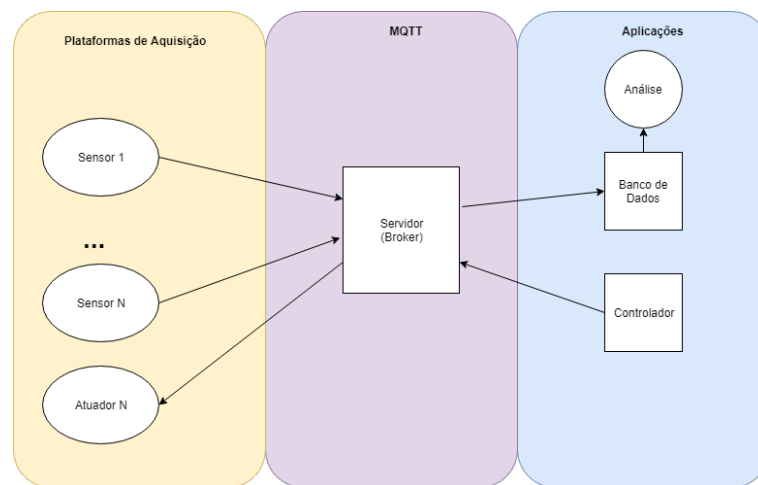 Plataformas de Aquisição
MQTT
Aplicações
Análise
Sensor 1
Banco de
Dados
Servidor
(Broker)
...
Sensor N
Controlador
Atuador N